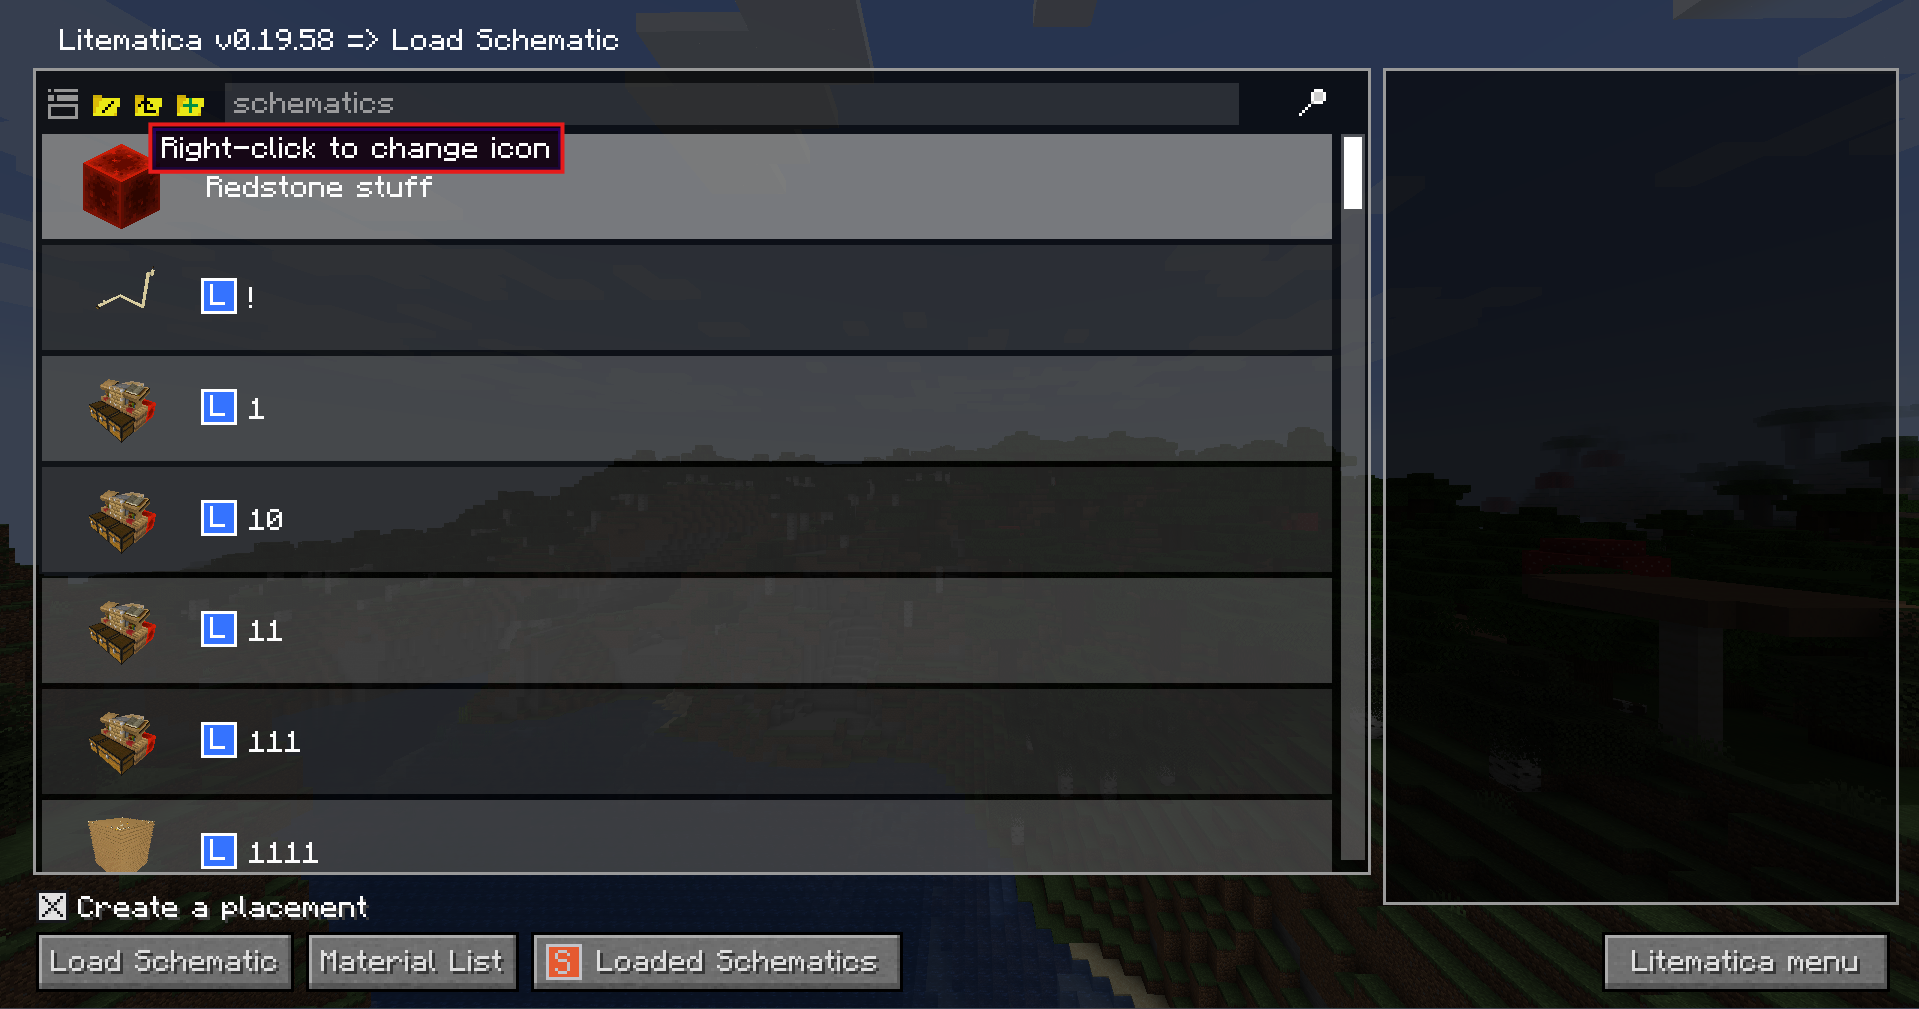 Litematica v0.19.58 => Load Schematic
schematics
Right-click to change icon
Redstone stuff
L !
L 1
L 10
L 11
L 111
L 1111
Create a placement
Load Schematic
Material List
S Loaded Schematics
Litematica menu